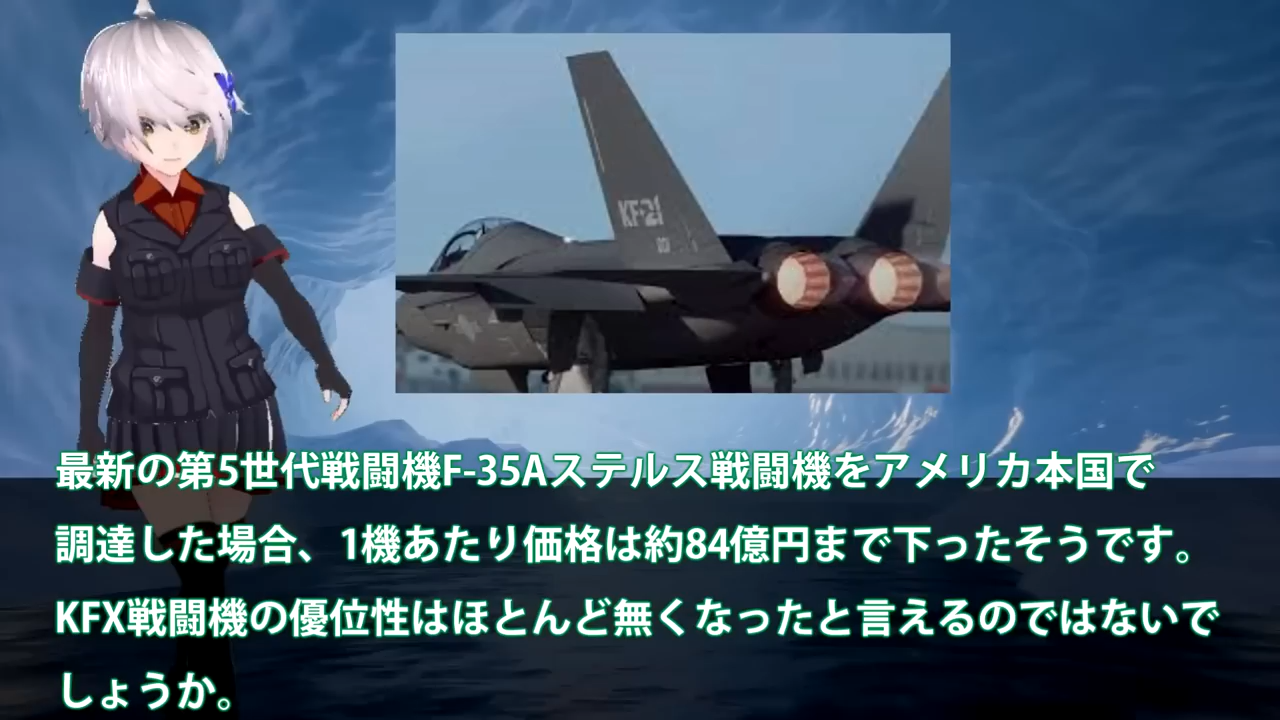 KF-21
最新の第5世代戦闘機F-35Aステルス戦闘機をアメリカ本国で
調達した場合、1機あたり価格は約84億円まで下ったそうです。
KFX戦闘機の優位性はほとんど無くなったと言えるのではないで
しょうか。